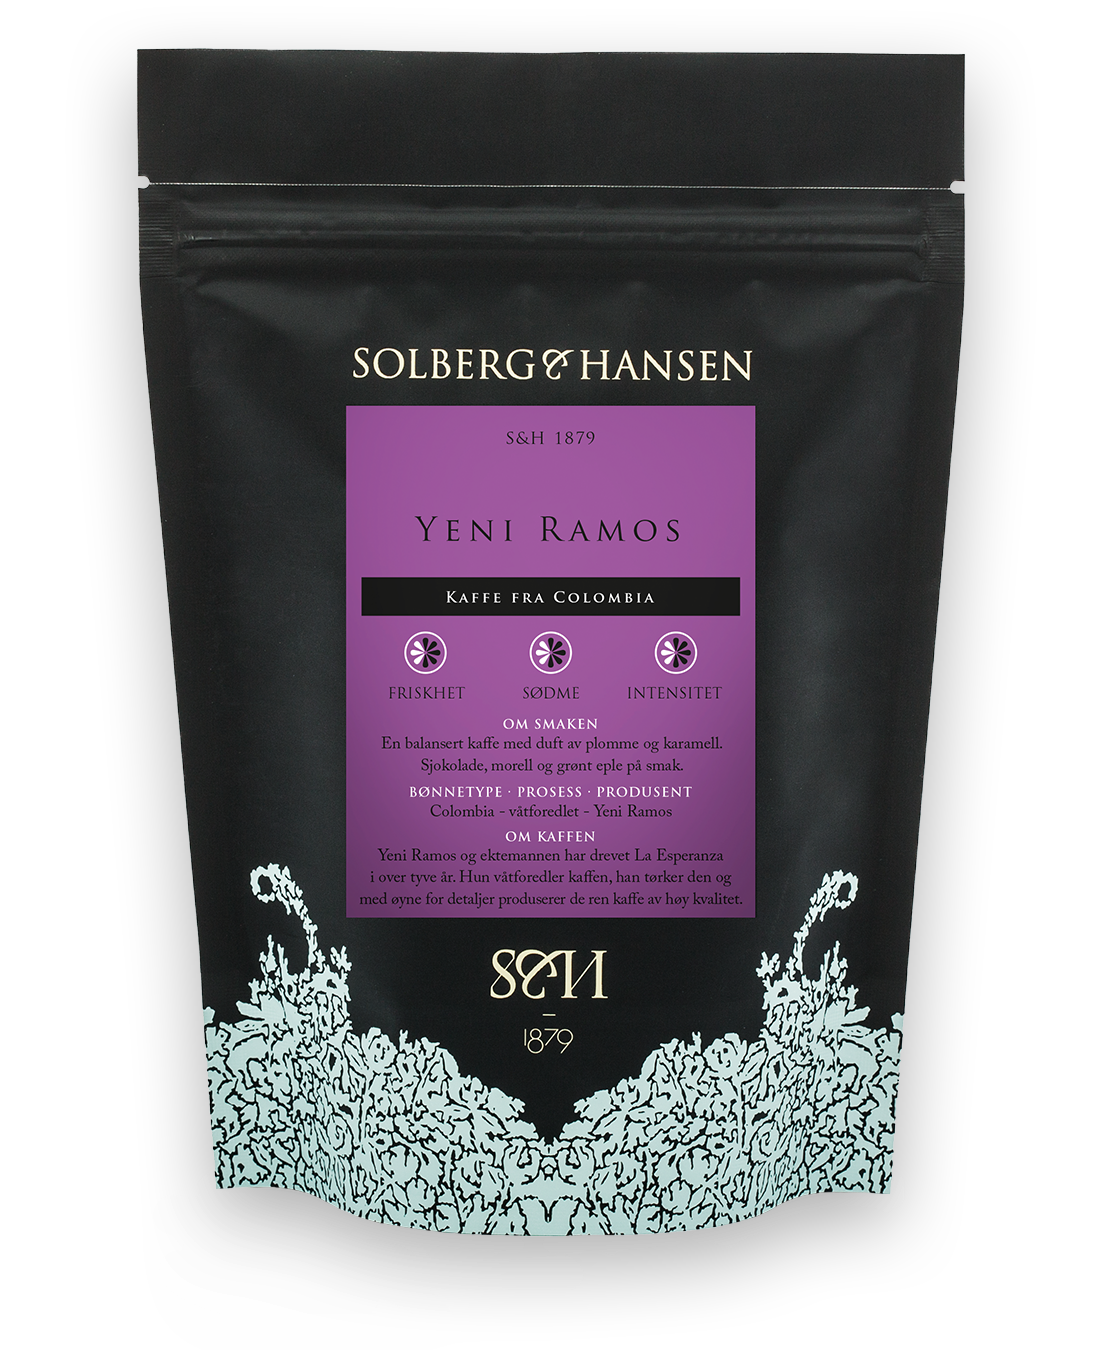 SOLBERG & HANSEN
S&H 1879
YENI RAMOS
KAFFE FRA COLOMBIA
FRISKHET SØDME INTENSITET
OM SMAKEN
En balansert kaffe med duft av plomme og karamell.
Sjokolade, morell og grønt eple på smak.
BØNNETYPE · PROSESS · PRODUSENT
Colombia - våtforedlet - Yeni Ramos
OM KAFFEN
Yeni Ramos og ektemannen har drevet La Esperanza
i over tyve år. Hun våtforedler kaffen, han tørker den og
med øyne for detaljer produserer de ren kaffe av høy kvalitet.
S&H
1879